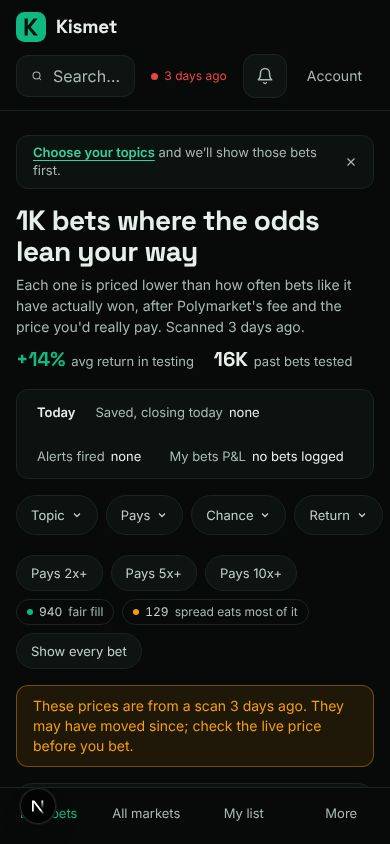 K Kismet
Search... 3 days ago Account
Choose your topics and we'll show those bets
first.
1K bets where the odds
lean your way
Each one is priced lower than how often bets like it
have actually won, after Polymarket's fee and the
price you'd really pay. Scanned 3 days ago.
+14% avg return in testing 16K past bets tested
Today Saved, closing today none
Alerts fired none My bets P&L no bets logged
Topic Pays Chance Return
Pays 2x+ Pays 5x+ Pays 10x+
940 fair fill 129 spread eats most of it
Show every bet
These prices are from a scan 3 days ago. They
may have moved since; check the live price
before you bet.
N bets All markets My list More